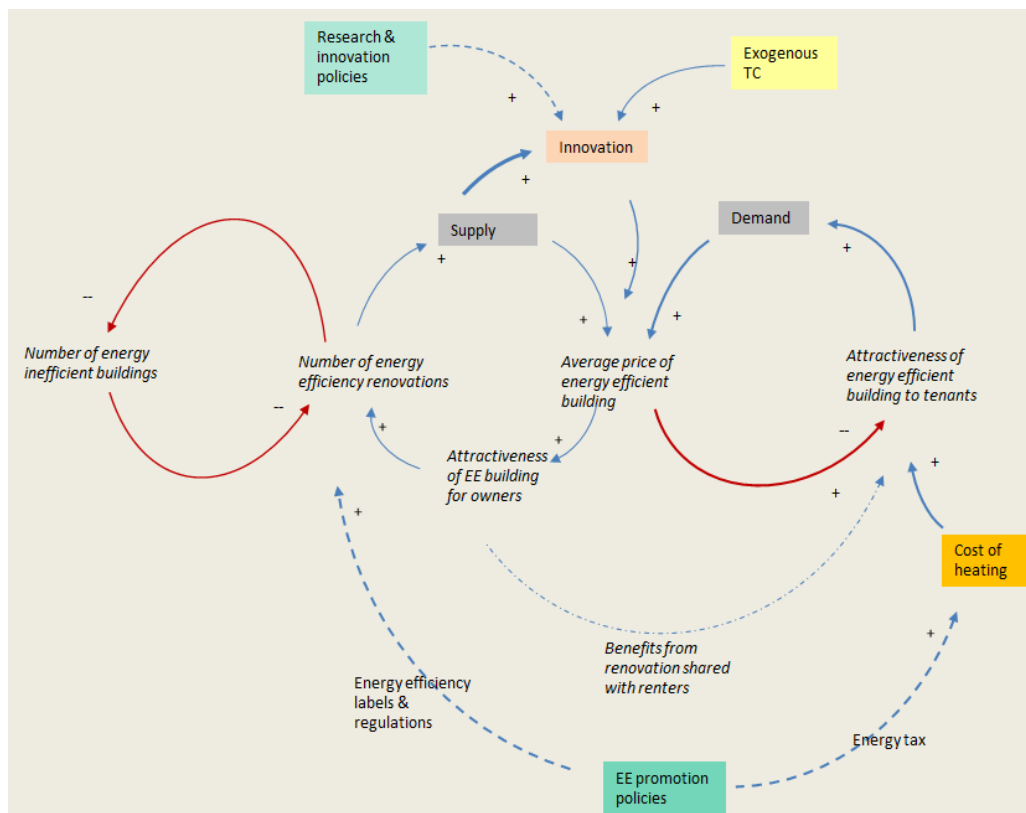 Research &
innovation
policies
Exogenous
TC
+
+
Innovation
+
Supply
Demand
+
+
+
--
+
+
Number of energy
inefficient buildings
Number of energy
efficiency renovations
Average price of
energy efficient
building
Attractiveness of
energy efficient
building to tenants
--
+
+
--
Attractiveness
of EE building
for owners
+
+
+
Cost of
heating
+
Benefits from
renovation shared
with renters
Energy efficiency
labels &
regulations
Energy tax
EE promotion
policies